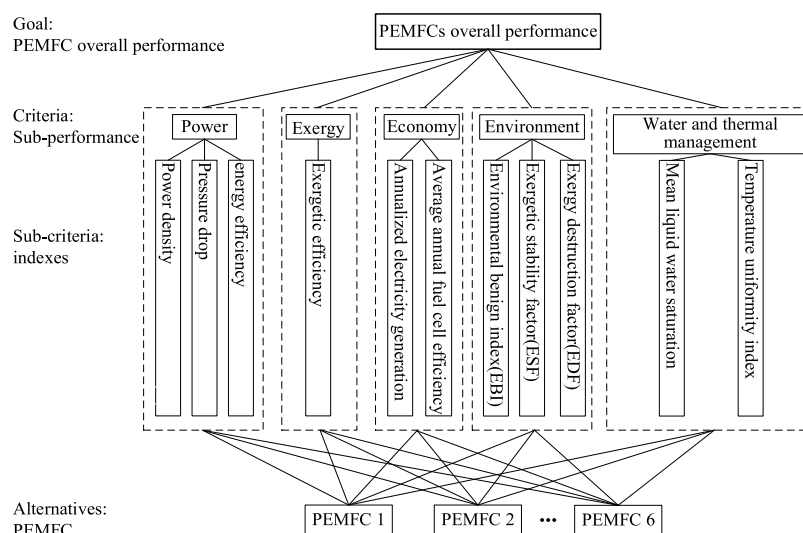 Goal:
PEMFC overall performance
PEMFCs overall performance
Criteria:
Sub-performance
Power
Exergy
Economy
Environment
Water and thermal
management
Sub-criteria:
indexes
Power density
Pressure drop
energy efficiency
Exergetic efficiency
Annualized electricity generation
Average annual fuel cell efficiency
Environmental benign index(EBI)
Exergetic stability factor(ESF)
Exergy destruction factor(EDF)
Mean liquid water saturation
Temperature uniformity index
Alternatives:
PEMFC
PEMFC 1
PEMFC 2
•••
PEMFC 6